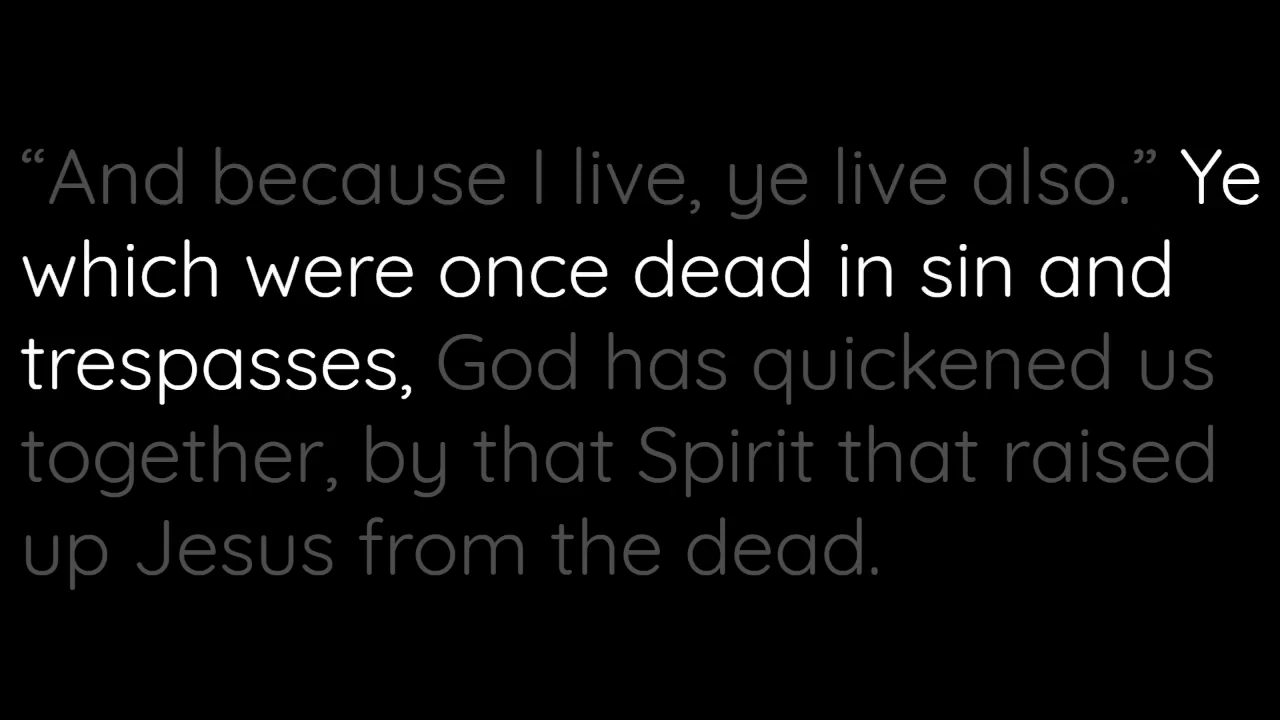 “And because I live, ye live also.” Ye
which were once dead in sin and
trespasses, God has quickened us
together, by that Spirit that raised
up Jesus from the dead.